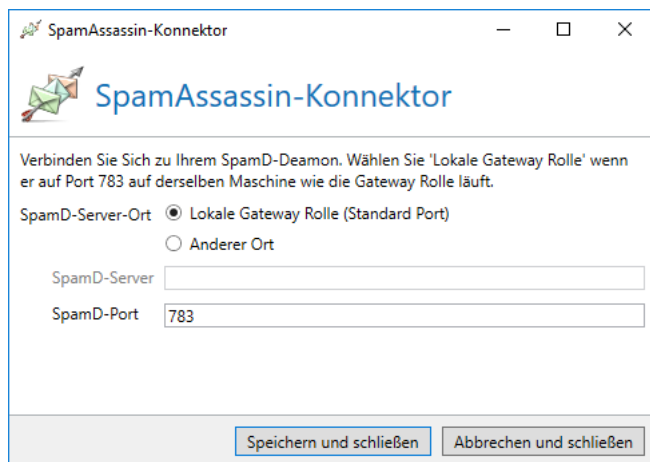 SpamAssassin-Konnektor
SpamAssassin-Konnektor
Verbinden Sie Sich zu Ihrem SpamD-Deamon. Wählen Sie 'Lokale Gateway Rolle' wenn
er auf Port 783 auf derselben Maschine wie die Gateway Rolle läuft.
SpamD-Server-Ort Lokale Gateway Rolle (Standard Port)
Anderer Ort
SpamD-Server
SpamD-Port 783
Speichern und schließen Abbrechen und schließen